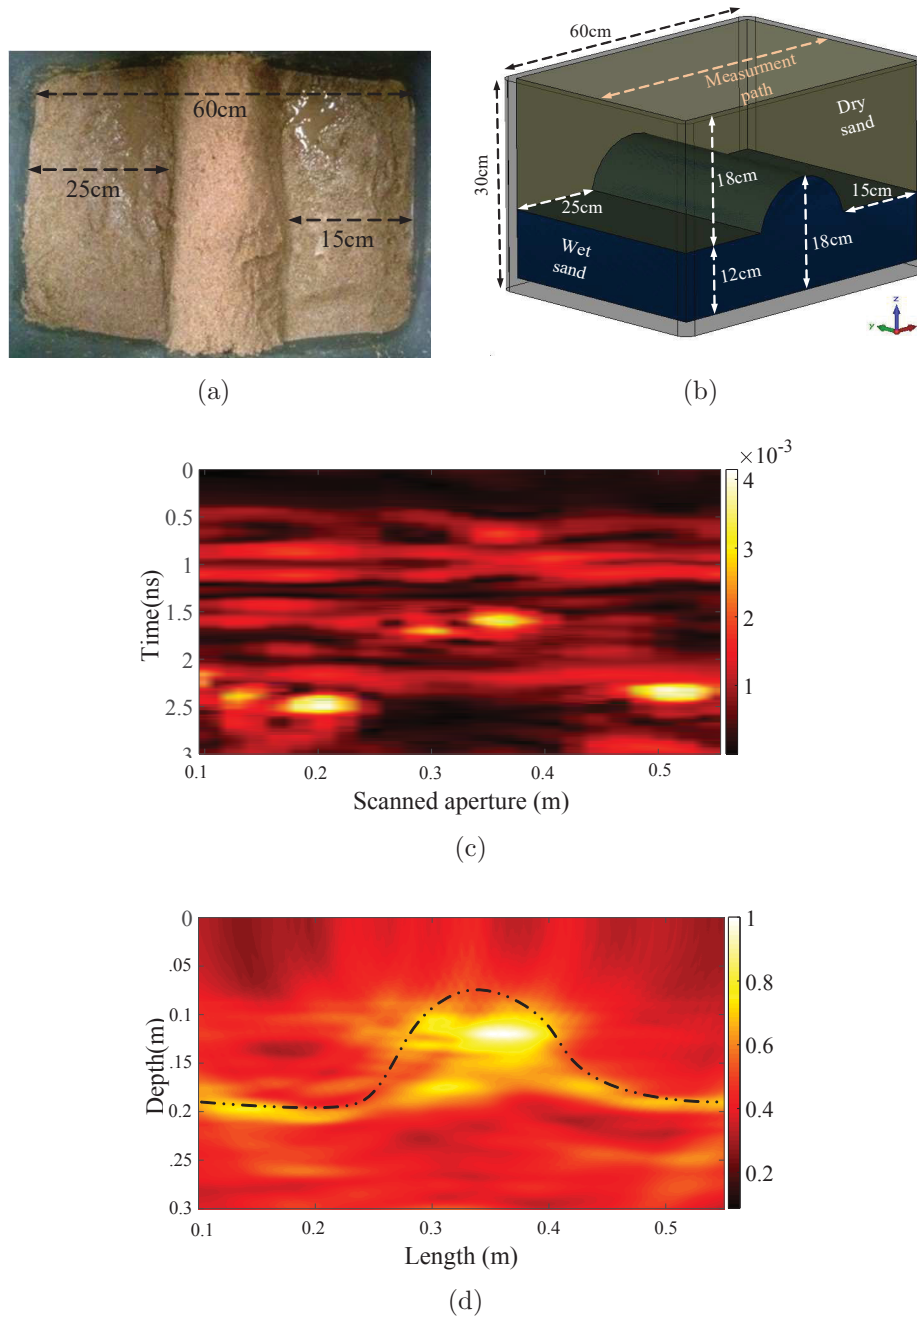 60cm
25cm
15cm
(a)
60cm
Measurment
path
Dry
sand
30cm
18cm
25cm
15cm
Wet
sand
18cm
12cm
z
y
(b)
×10-3
0
0.5
1
1.5
2
2.5
3
Time(ns)
0.1
0.2
0.3
0.4
0.5
Scanned aperture (m)
4
3
2
1
(c)
0
.05
0.1
0.15
0.2
.25
0.3
Depth(m)
0.1
0.2
0.3
0.4
0.5
Length (m)
1
0.8
0.6
0.4
0.2
(d)